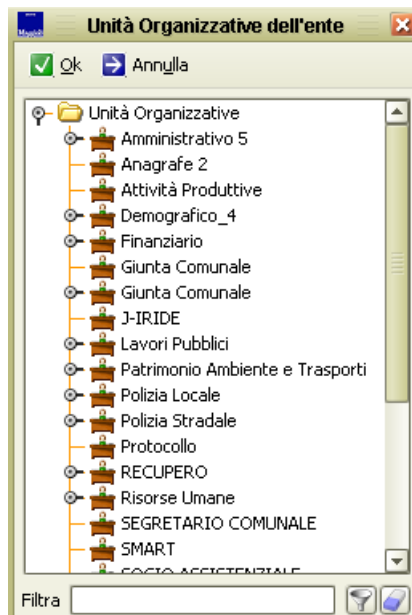 Unità Organizzative dell'ente
Ok Annulla
Unità Organizzative
Amministrativo 5
Anagrafe 2
Attività Produttive
Demografico_4
Finanziario
Giunta Comunale
Giunta Comunale
J-IRIDE
Lavori Pubblici
Patrimonio Ambiente e Trasporti
Polizia Locale
Polizia Stradale
Protocollo
RECUPERO
Risorse Umane
SEGRETARIO COMUNALE
SMART
SOCIO ASSISTENZIALE
Filtra